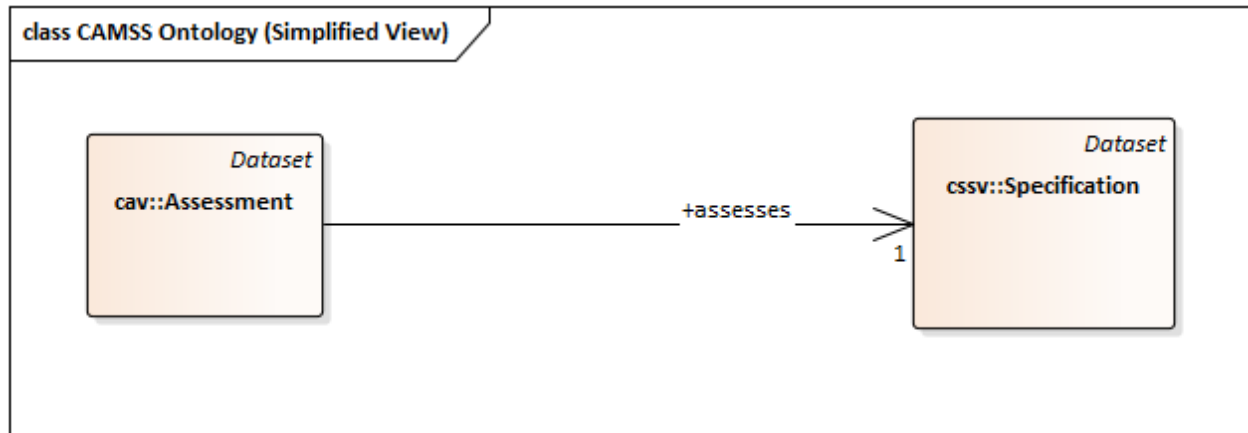 class CAMSS Ontology (Simplified View)
Dataset
cav::Assessment
+assesses
1
Dataset
cssv::Specification